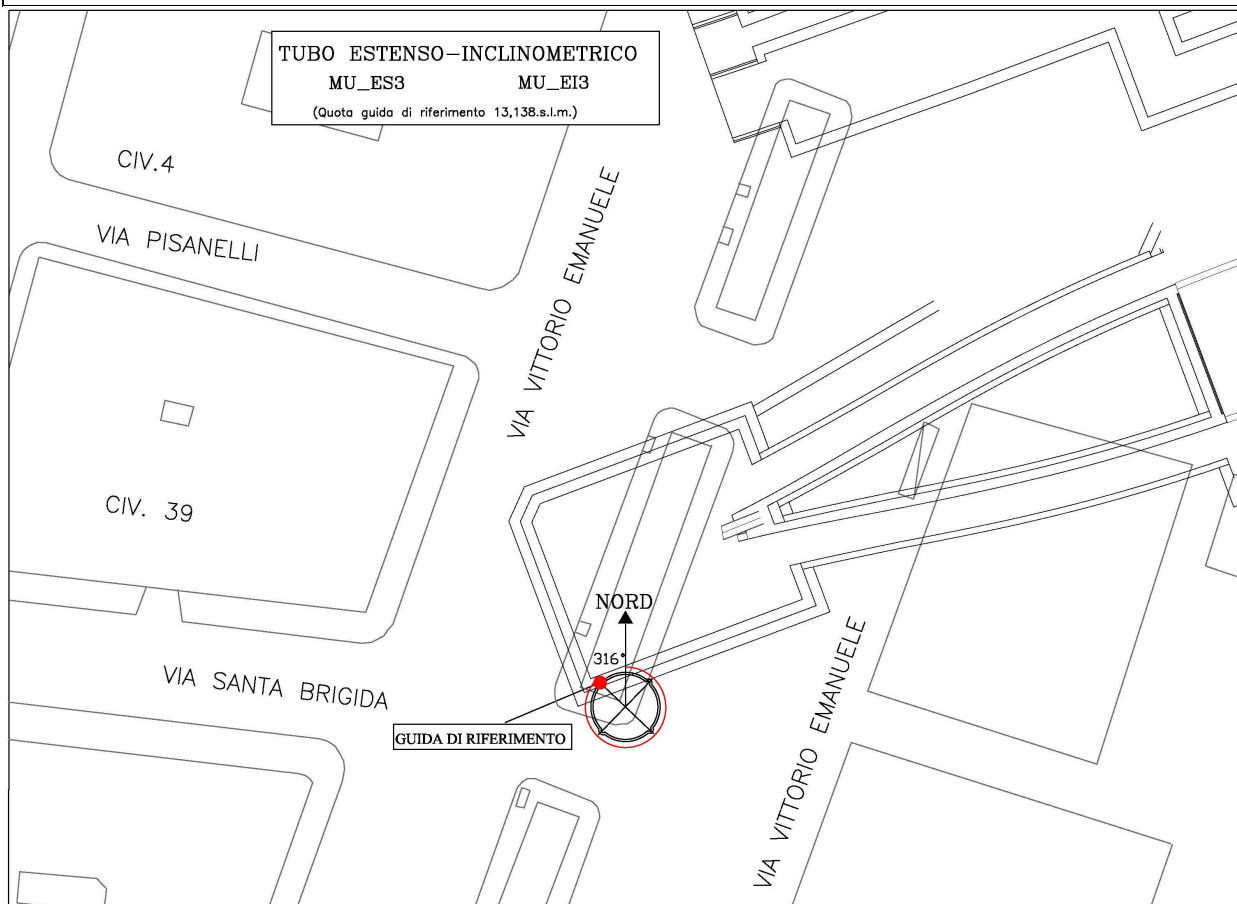 TUBO ESTENSO-INCLINOMETRICO
MU_ES3 MU_EI3
(Quota guida di riferimento 13,138.s.l.m.)
CIV.4
VIA PISANELLI
VIA VITTORIO EMANUELE
CIV. 39
NORD
316°
VIA SANTA BRIGIDA
GUIDA DI RIFERIMENTO
VIA VITTORIO EMANUELE